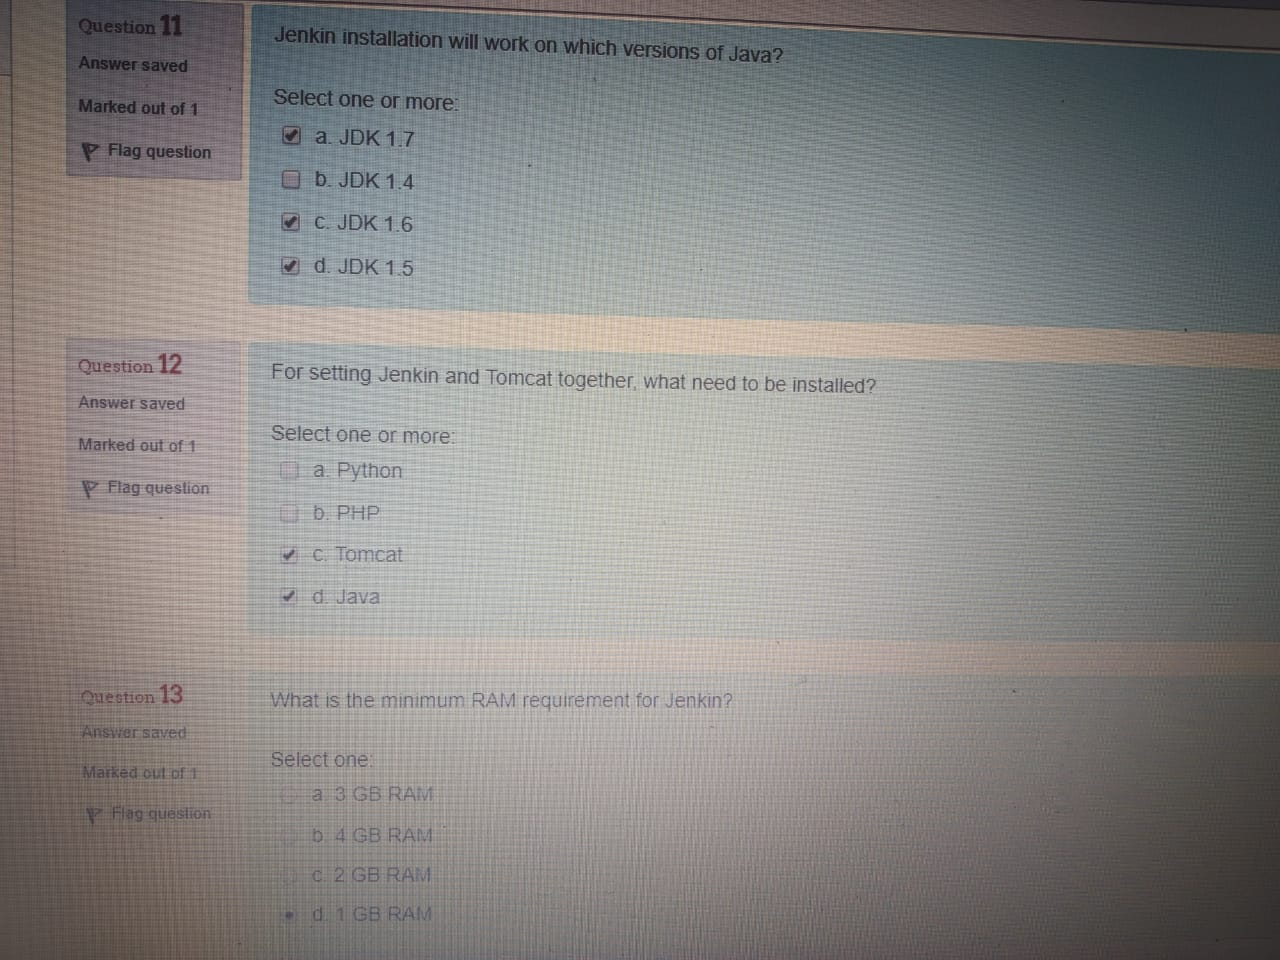 Question 11
Answer saved
Marked out of 1
Flag question
Jenkin installation will work on which versions of Java?
Select one or more:
a. JDK 1.7
b. JDK 1.4
c. JDK 1.6
d. JDK 1.5
Question 12
Answer saved
Marked out of 1
Flag question
For setting Jenkin and Tomcat together, what need to be installed?
Select one or more:
a. Python
b. PHP
c. Tomcat
d. Java
Question 13
Answer saved
Marked out of 1
Flag question
What is the minimum RAM requirement for Jenkin?
Select one:
a. 3 GB RAM
b. 4 GB RAM
c. 2 GB RAM
d. 1 GB RAM